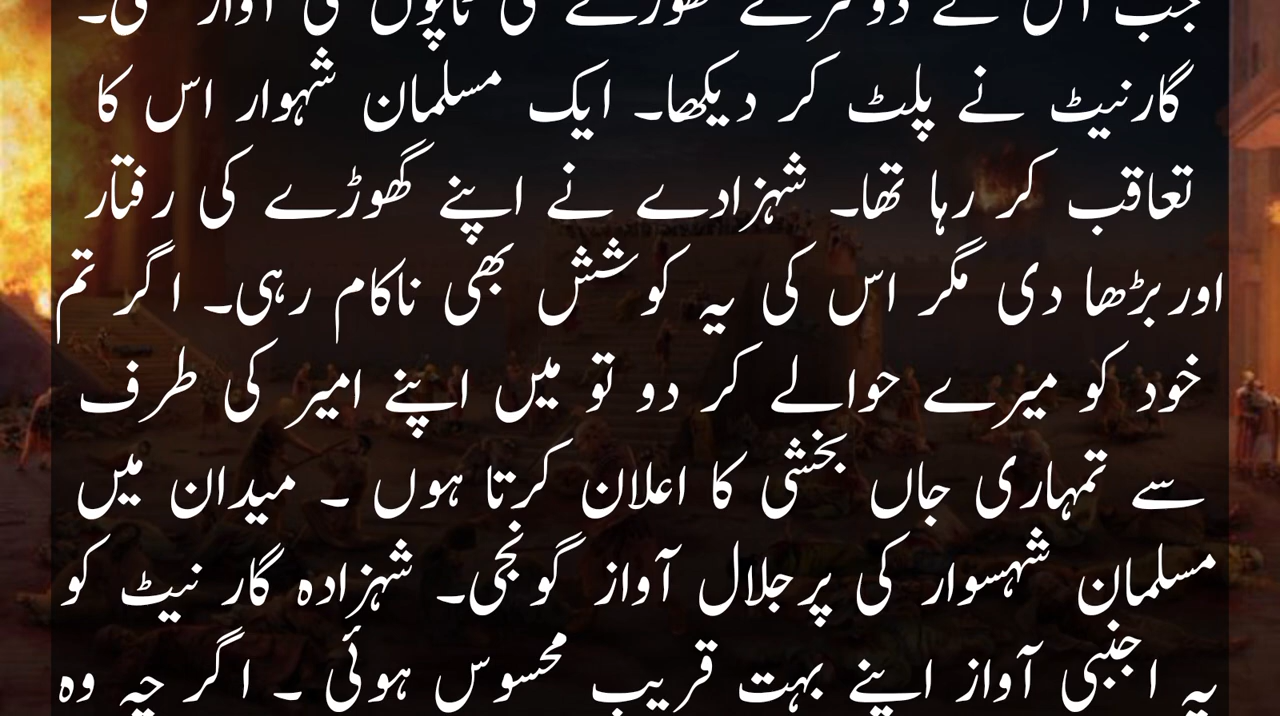 جب اس نے دوسرے گھوڑے کی ٹاپوں کی آواز سنی۔
گارنیٹ نے پلٹ کر دیکھا۔ ایک مسلمان شہوار اس کا
تعاقب کر رہا تھا۔ شہزادے نے اپنے گھوڑے کی رفتار
اور بڑھا دی مگر اس کی یہ کوشش بھی ناکام رہی۔ اگر تم
خود کو میرے حوالے کر دو تو میں اپنے امیر کی طرف
سے تمہاری جاں بخشی کا اعلان کرتا ہوں ۔ میدان میں
مسلمان شہسوار کی پرجلال آواز گونجی۔ شہزادہ گار نیٹ کو
یہ اجنبی آواز اپنے بہت قریب محسوس ہوئی ۔ اگر چہ وہ